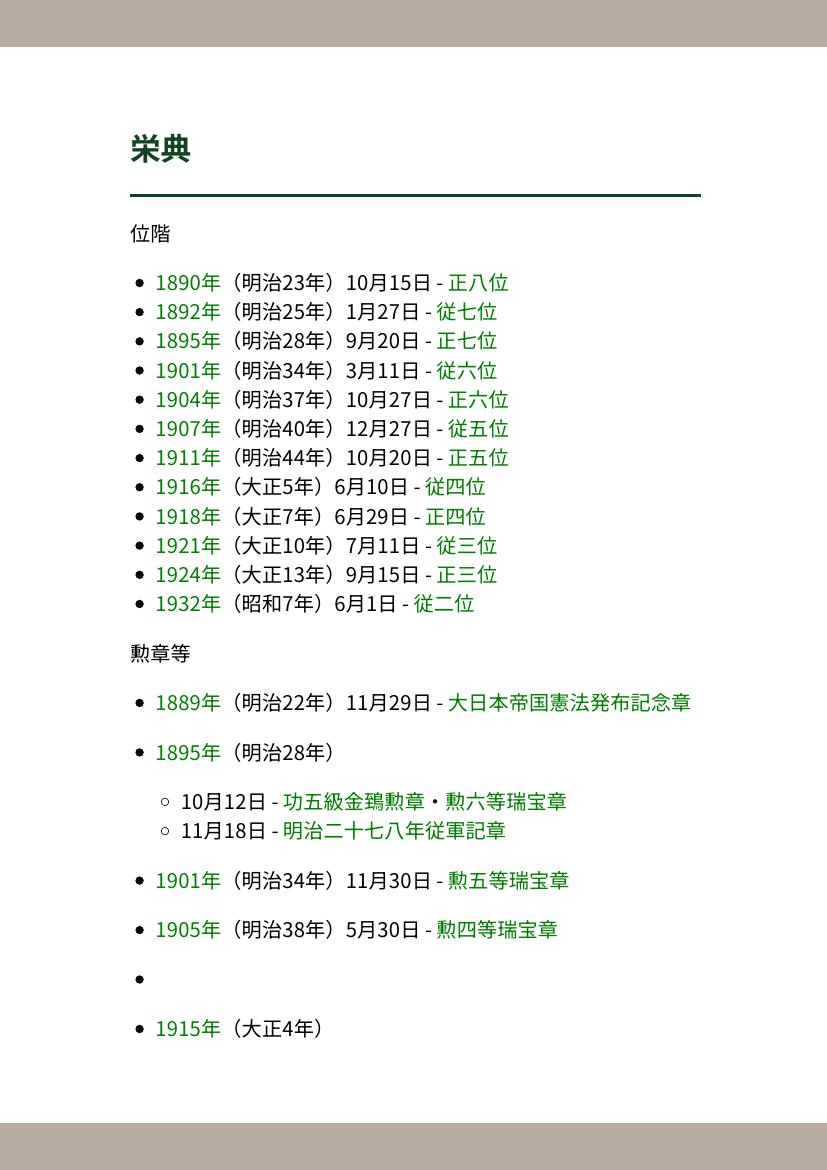 栄典
位階
• 1890年（明治23年）10月15日 - 正八位
• 1892年（明治25年）1月27日 - 従七位
• 1895年（明治28年）9月20日 - 正七位
• 1901年（明治34年）3月11日 - 従六位
• 1904年（明治37年）10月27日 - 正六位
• 1907年（明治40年）12月27日 - 従五位
• 1911年（明治44年）10月20日 - 正五位
• 1916年（大正5年）6月10日 - 従四位
• 1918年（大正7年）6月29日 - 正四位
• 1921年（大正10年）7月11日 - 従三位
• 1924年（大正13年）9月15日 - 正三位
• 1932年（昭和7年）6月1日 - 従二位
勲章等
• 1889年（明治22年）11月29日 - 大日本帝国憲法発布記念章
• 1895年（明治28年）
◦ 10月12日 - 功五級金鵄勲章・勲六等瑞宝章
◦ 11月18日 - 明治二十七八年従軍記章
• 1901年（明治34年）11月30日 - 勲五等瑞宝章
• 1905年（明治38年）5月30日 - 勲四等瑞宝章
•
• 1915年（大正4年）